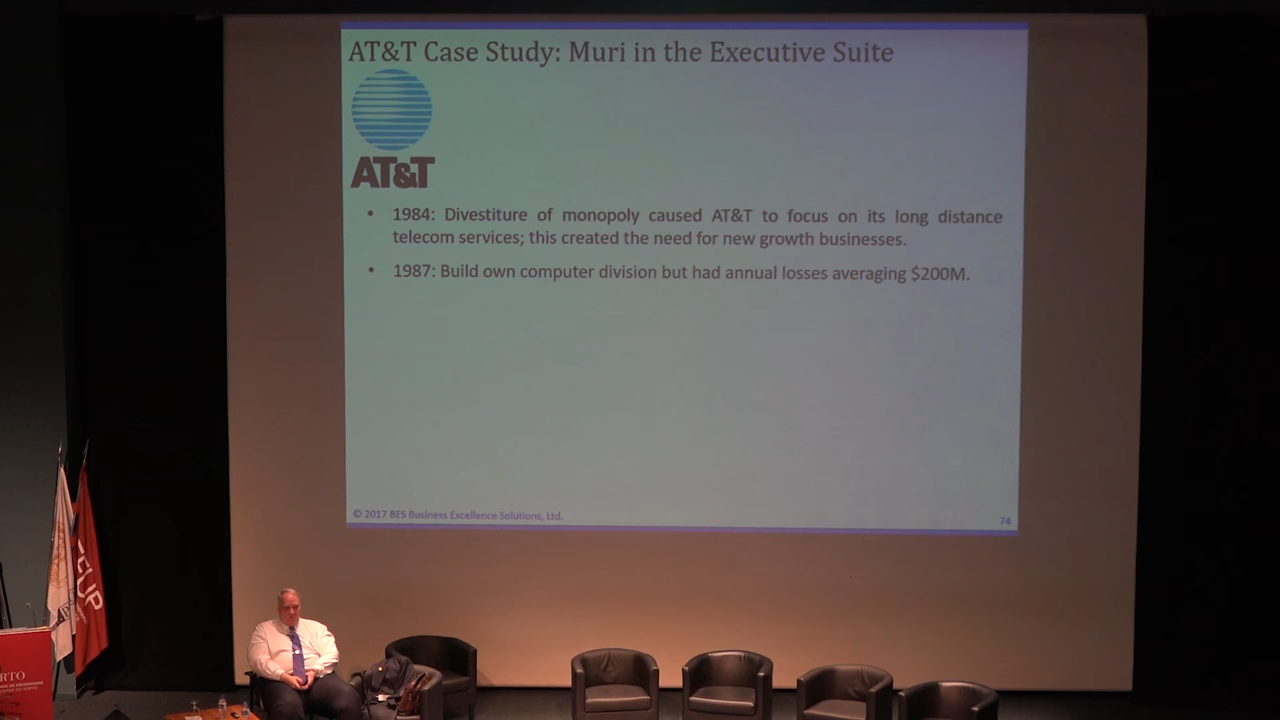 AT&T Case Study: Muri in the Executive Suite
AT&T
• 1984: Divestiture of monopoly caused AT&T to focus on its long distance
telecom services; this created the need for new growth businesses.
• 1987: Build own computer division but had annual losses averaging $200M.
© 2017 BES Business Excellence Solutions, Ltd.
74
FEUP
RTO